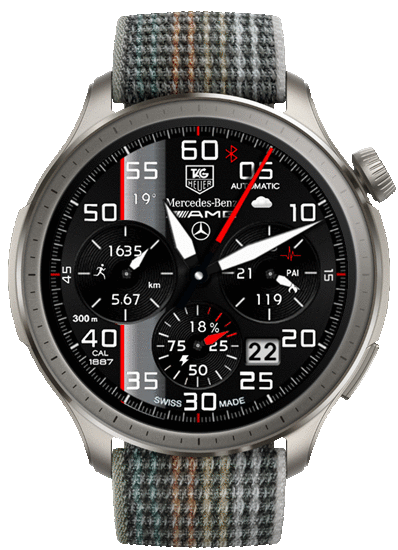 60
55
05
TAG
HEUER
AUTOMATIC
19°
Mercedes-Benz
AMG
50
10
1635
45
15
21
PAI
5.67
km
119
300 m
18 %
40
20
75
25
22
CAL
1887
50
35
25
30
SWISS
MADE